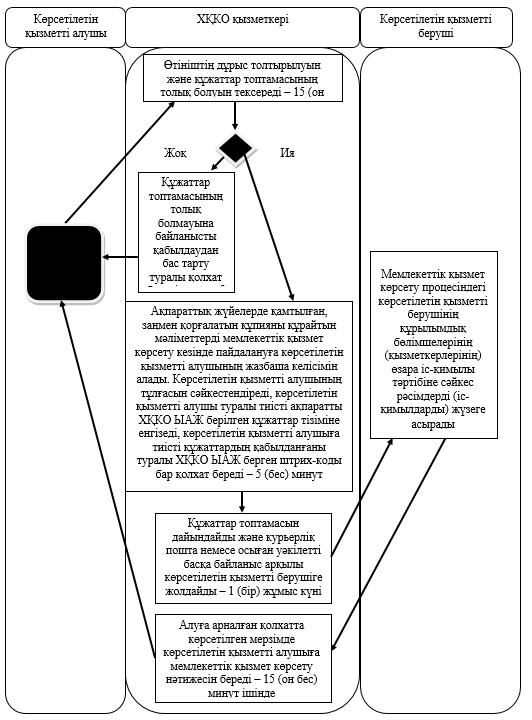 Көрсетілетін
қызметті алушы
ХҚКО қызметкері
Көрсетілетін қызметті
беруші
Өтініштің дұрыс толтырылуын
және құжаттар топтамасының
толық болуын тексереді – 15 (он
Жоқ
Ия
Құжаттар
топтамасының
толық
болмауына
байланысты
қабылдаудан
бас тарту
туралы қолхат
Ақпараттық жүйелерде қамтылған,
заңмен қорғалатын құпияны құрайтын
мәліметтерді мемлекеттік қызмет
көрсету кезінде пайдалануға көрсетілетін
қызметті алушының жазбаша келісімін
алады. Көрсетілетін қызметті алушының
тұлғасын сәйкестендіреді, көрсетілетін
қызметті алушы туралы тиісті ақпаратты
ХҚКО ЫАЖ берілген құжаттар тізіміне
енгізеді, көрсетілетін қызметті алушыға
тиісті құжаттардың қабылданғаны
туралы ХҚКО ЫАЖ берген штрих-коды
бар қолхат береді – 5 (бес) минут
Мемлекеттік қызмет
көрсету процесіндегі
көрсетілетін қызметті
берушінің
құрылымдық
бөлімшелерінің
(қызметкерлерінің)
өзара іс-қимылы
тәртібіне сәйкес
рәсімдерді (іс-
қимылдарды) жүзеге
асырады
Құжаттар топтамасын
дайындайды және курьерлік
пошта немесе осыған уәкілетті
басқа байланыс арқылы
көрсетілетін қызметті берушіге
жолдайды – 1 (бір) жұмыс күні
Алуға арналған қолхатта
көрсетілген мерзімде
көрсетілетін қызметті алушыға
мемлекеттік қызмет көрсету
нәтижесін береді – 15 (он бес)
минут ішінде